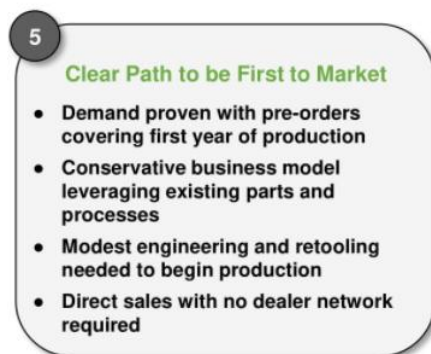 5
Clear Path to be First to Market
● Demand proven with pre-orders
covering first year of production
● Conservative business model
leveraging existing parts and
processes
● Modest engineering and retooling
needed to begin production
● Direct sales with no dealer network
required